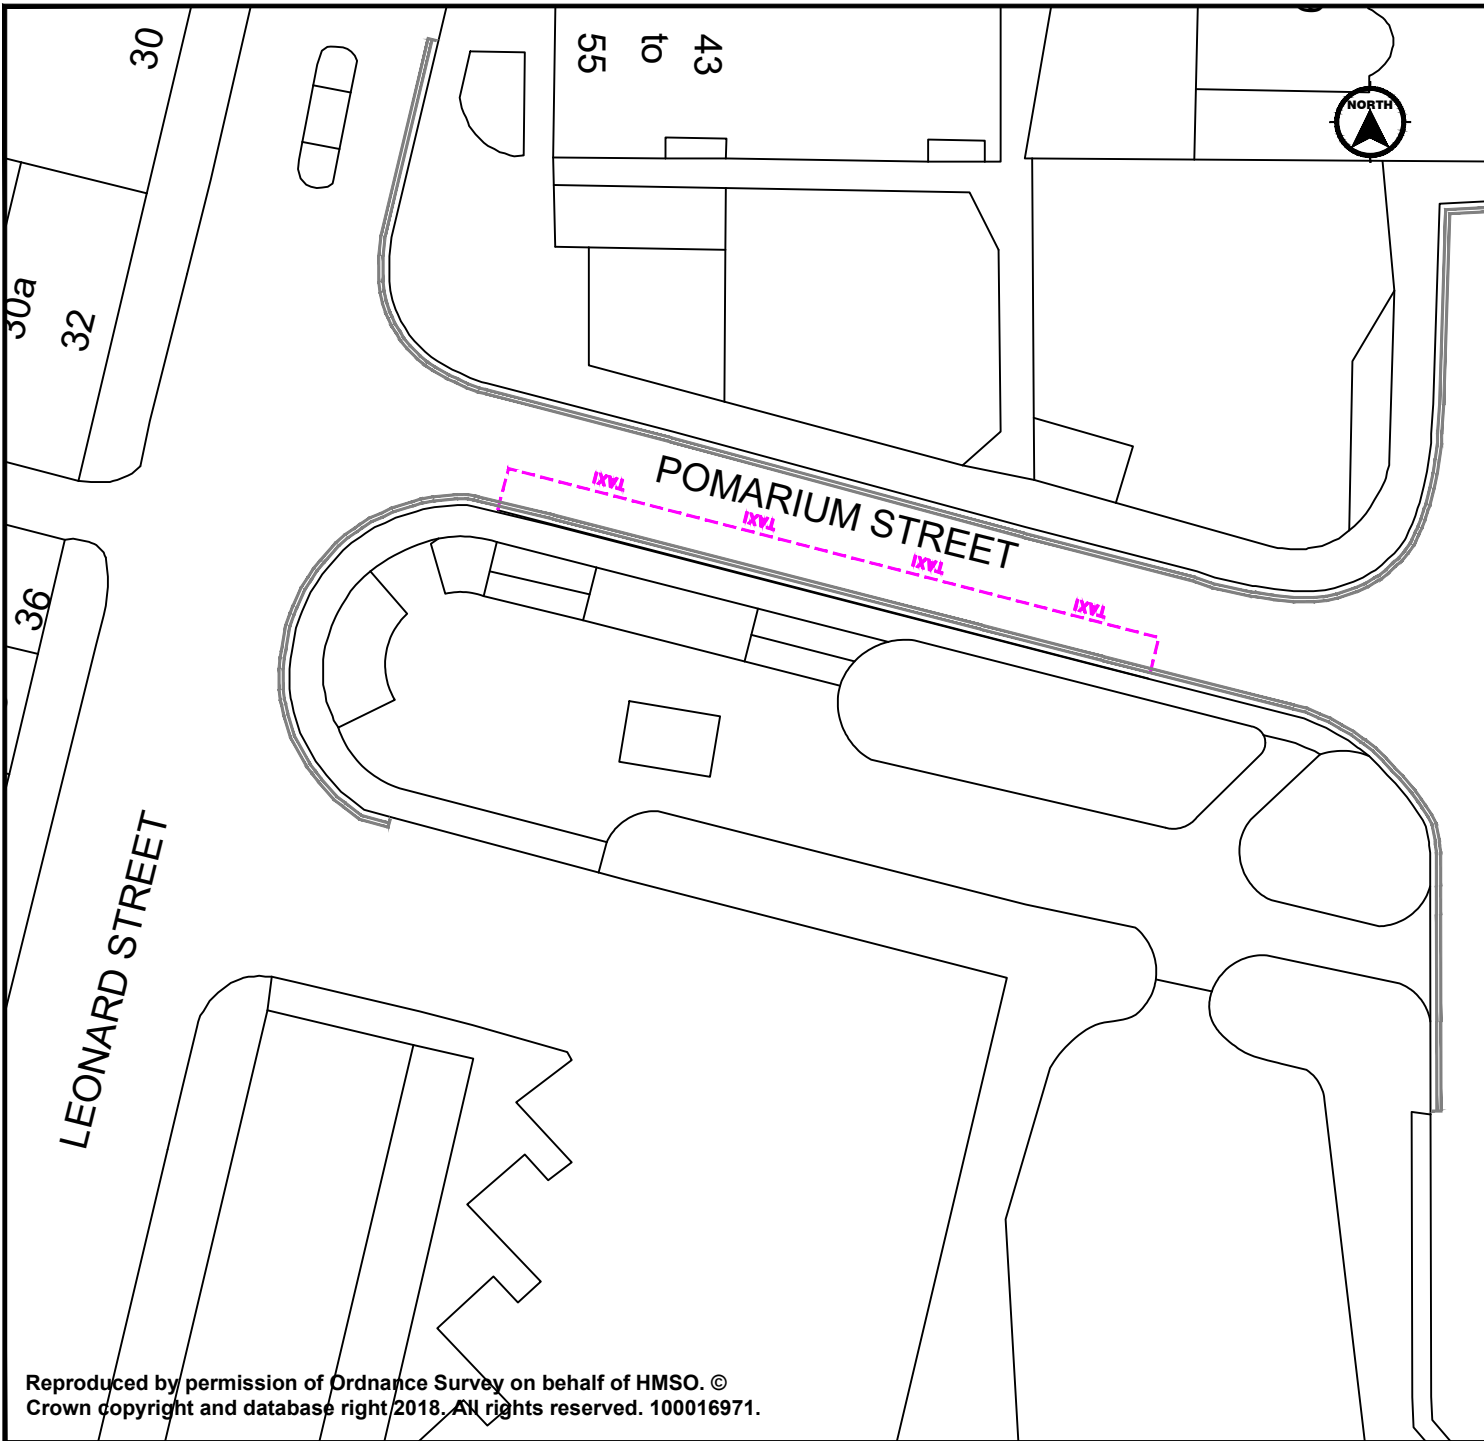 30
43
to
55
NORTH
30a
32
TAXI
POMARIUM STREET
TAXI
TAXI
TAXI
36
LEONARD STREET
Reproduced by permission of Ordnance Survey on behalf of HMSO. ©
Crown copyright and database right 2018. All rights reserved. 100016971.